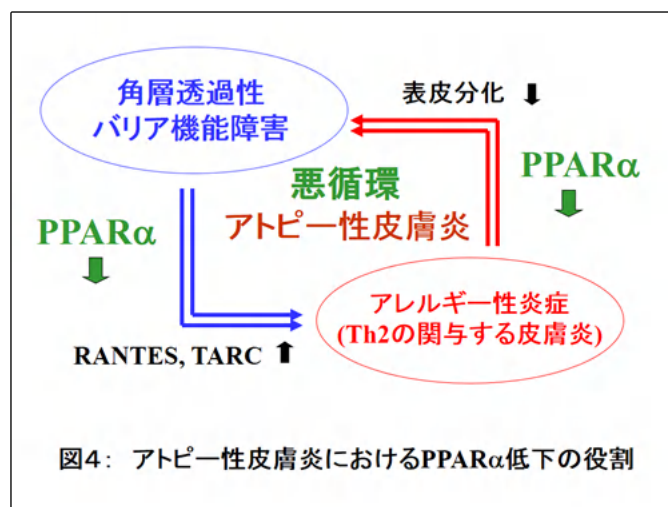 角層透過性
バリア機能障害
表皮分化 ⬇
PPARα
⬇
悪循環
アトピー性皮膚炎
PPARα
⬇
アレルギー性炎症
(Th2の関与する皮膚炎)
RANTES, TARC ⬆
図4: アトピー性皮膚炎におけるPPARα低下の役割